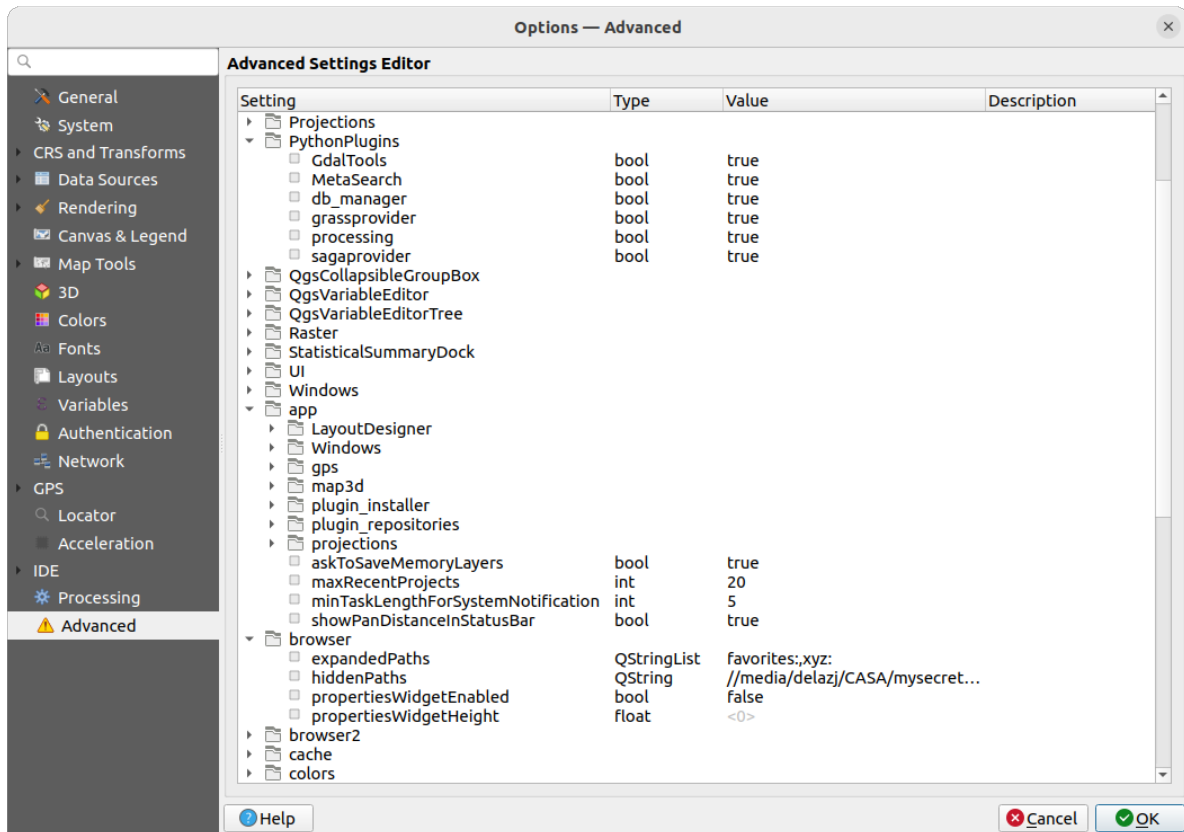 Options — Advanced
Advanced Settings Editor
General
System
CRS and Transforms
Data Sources
Rendering
Canvas & Legend
Map Tools
3D
Colors
Aa Fonts
Layouts
ε Variables
Authentication
Network
GPS
Locator
Acceleration
IDE
Processing
Advanced
Setting Type Value Description
Projections
PythonPlugins
GdalTools bool true
MetaSearch bool true
db_manager bool true
grassprovider bool true
processing bool true
sagaprovider bool true
QgsCollapsibleGroupBox
QgsVariableEditor
QgsVariableEditorTree
Raster
StatisticalSummaryDock
UI
Windows
app
LayoutDesigner
Windows
gps
map3d
plugin_installer
plugin_repositories
projections
askToSaveMemoryLayers bool true
maxRecentProjects int 20
minTaskLengthForSystemNotification int 5
showPanDistanceInStatusBar bool true
browser
expandedPaths QStringList favorites:,xyz:
hiddenPaths QString //media/delazj/CASA/mysecret...
propertiesWidgetEnabled bool false
propertiesWidgetHeight float <0>
browser2
cache
colors
Help Cancel OK